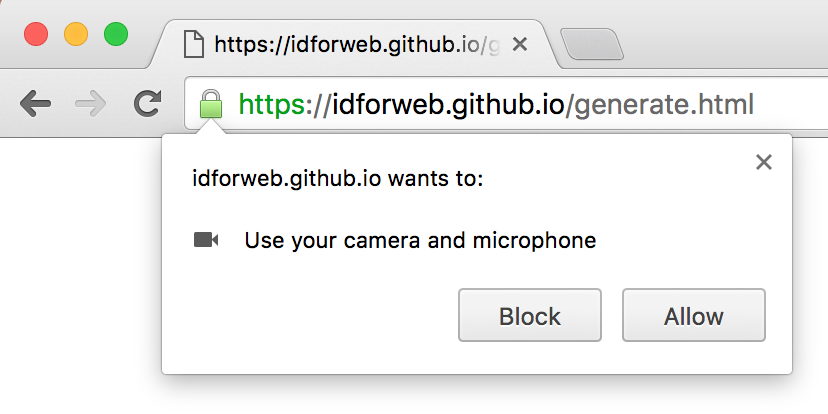 https://idforweb.github.io/g
https://idforweb.github.io/generate.html
idforweb.github.io wants to:
Use your camera and microphone
Block Allow